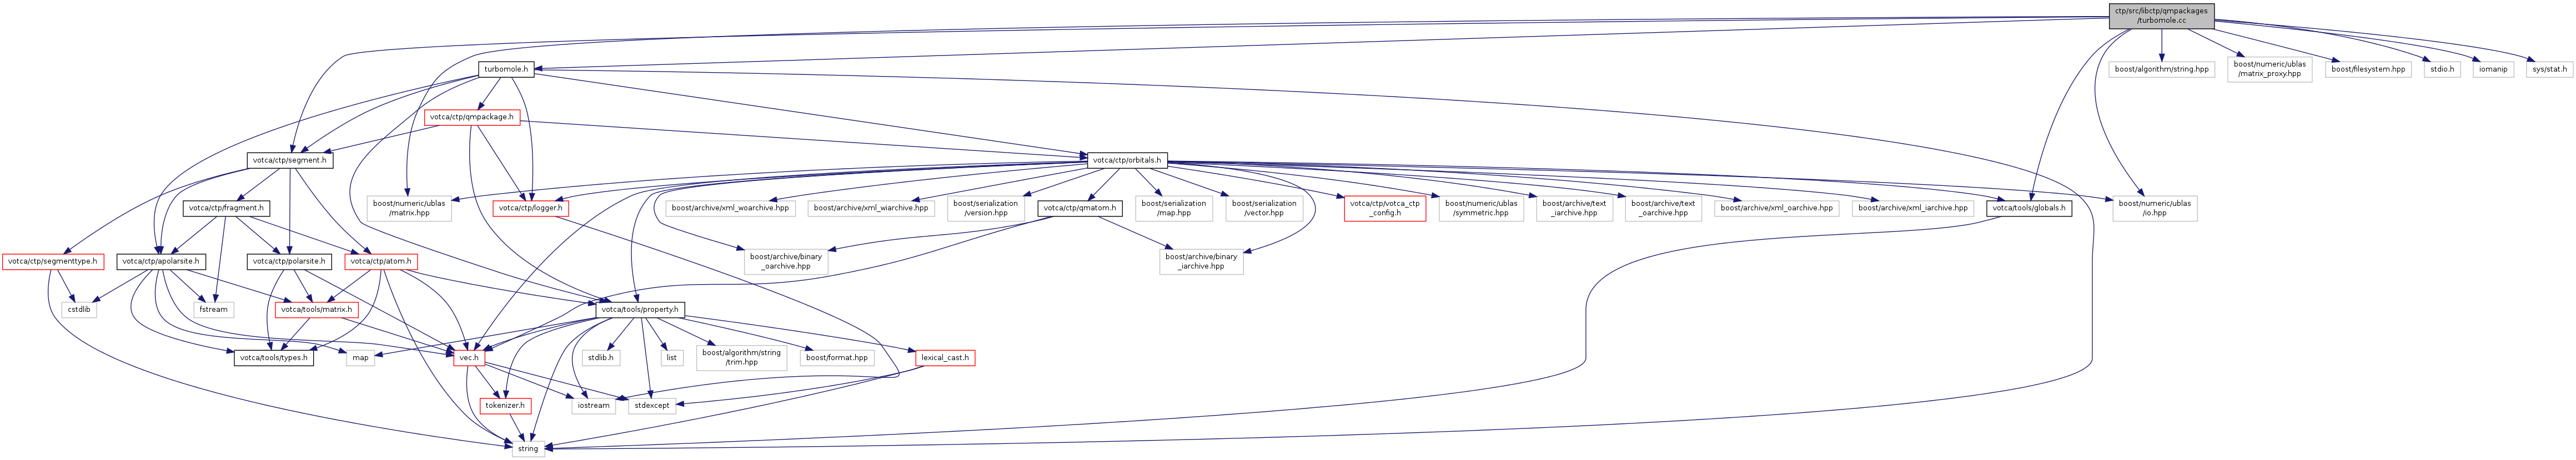 ctp/src/libctp/qmpackages
/turbomole.cc
turbomole.h
boost/algorithm/string.hpp
boost/numeric/ublas
/matrix_proxy.hpp
boost/filesystem.hpp
stdio.h
iomanip
sys/stat.h
votca/ctp/qmpackage.h
votca/ctp/segment.h
votca/ctp/orbitals.h
votca/ctp/fragment.h
boost/numeric/ublas
/matrix.hpp
votca/ctp/logger.h
boost/archive/xml_woarchive.hpp
boost/archive/xml_wiarchive.hpp
boost/serialization
/version.hpp
votca/ctp/qmatom.h
boost/serialization
/map.hpp
boost/serialization
/vector.hpp
votca/ctp/votca_ctp
_config.h
boost/numeric/ublas
/symmetric.hpp
boost/archive/text
_iarchive.hpp
boost/archive/text
_oarchive.hpp
boost/archive/xml_oarchive.hpp
boost/archive/xml_iarchive.hpp
votca/tools/globals.h
boost/numeric/ublas
/io.hpp
votca/ctp/segmenttype.h
votca/ctp/apolarsite.h
votca/ctp/polarsite.h
votca/ctp/atom.h
boost/archive/binary
_oarchive.hpp
boost/archive/binary
_iarchive.hpp
cstdlib
fstream
votca/tools/matrix.h
votca/tools/property.h
votca/tools/types.h
map
vec.h
stdlib.h
list
boost/algorithm/string
/trim.hpp
boost/format.hpp
lexical_cast.h
tokenizer.h
iostream
stdexcept
string